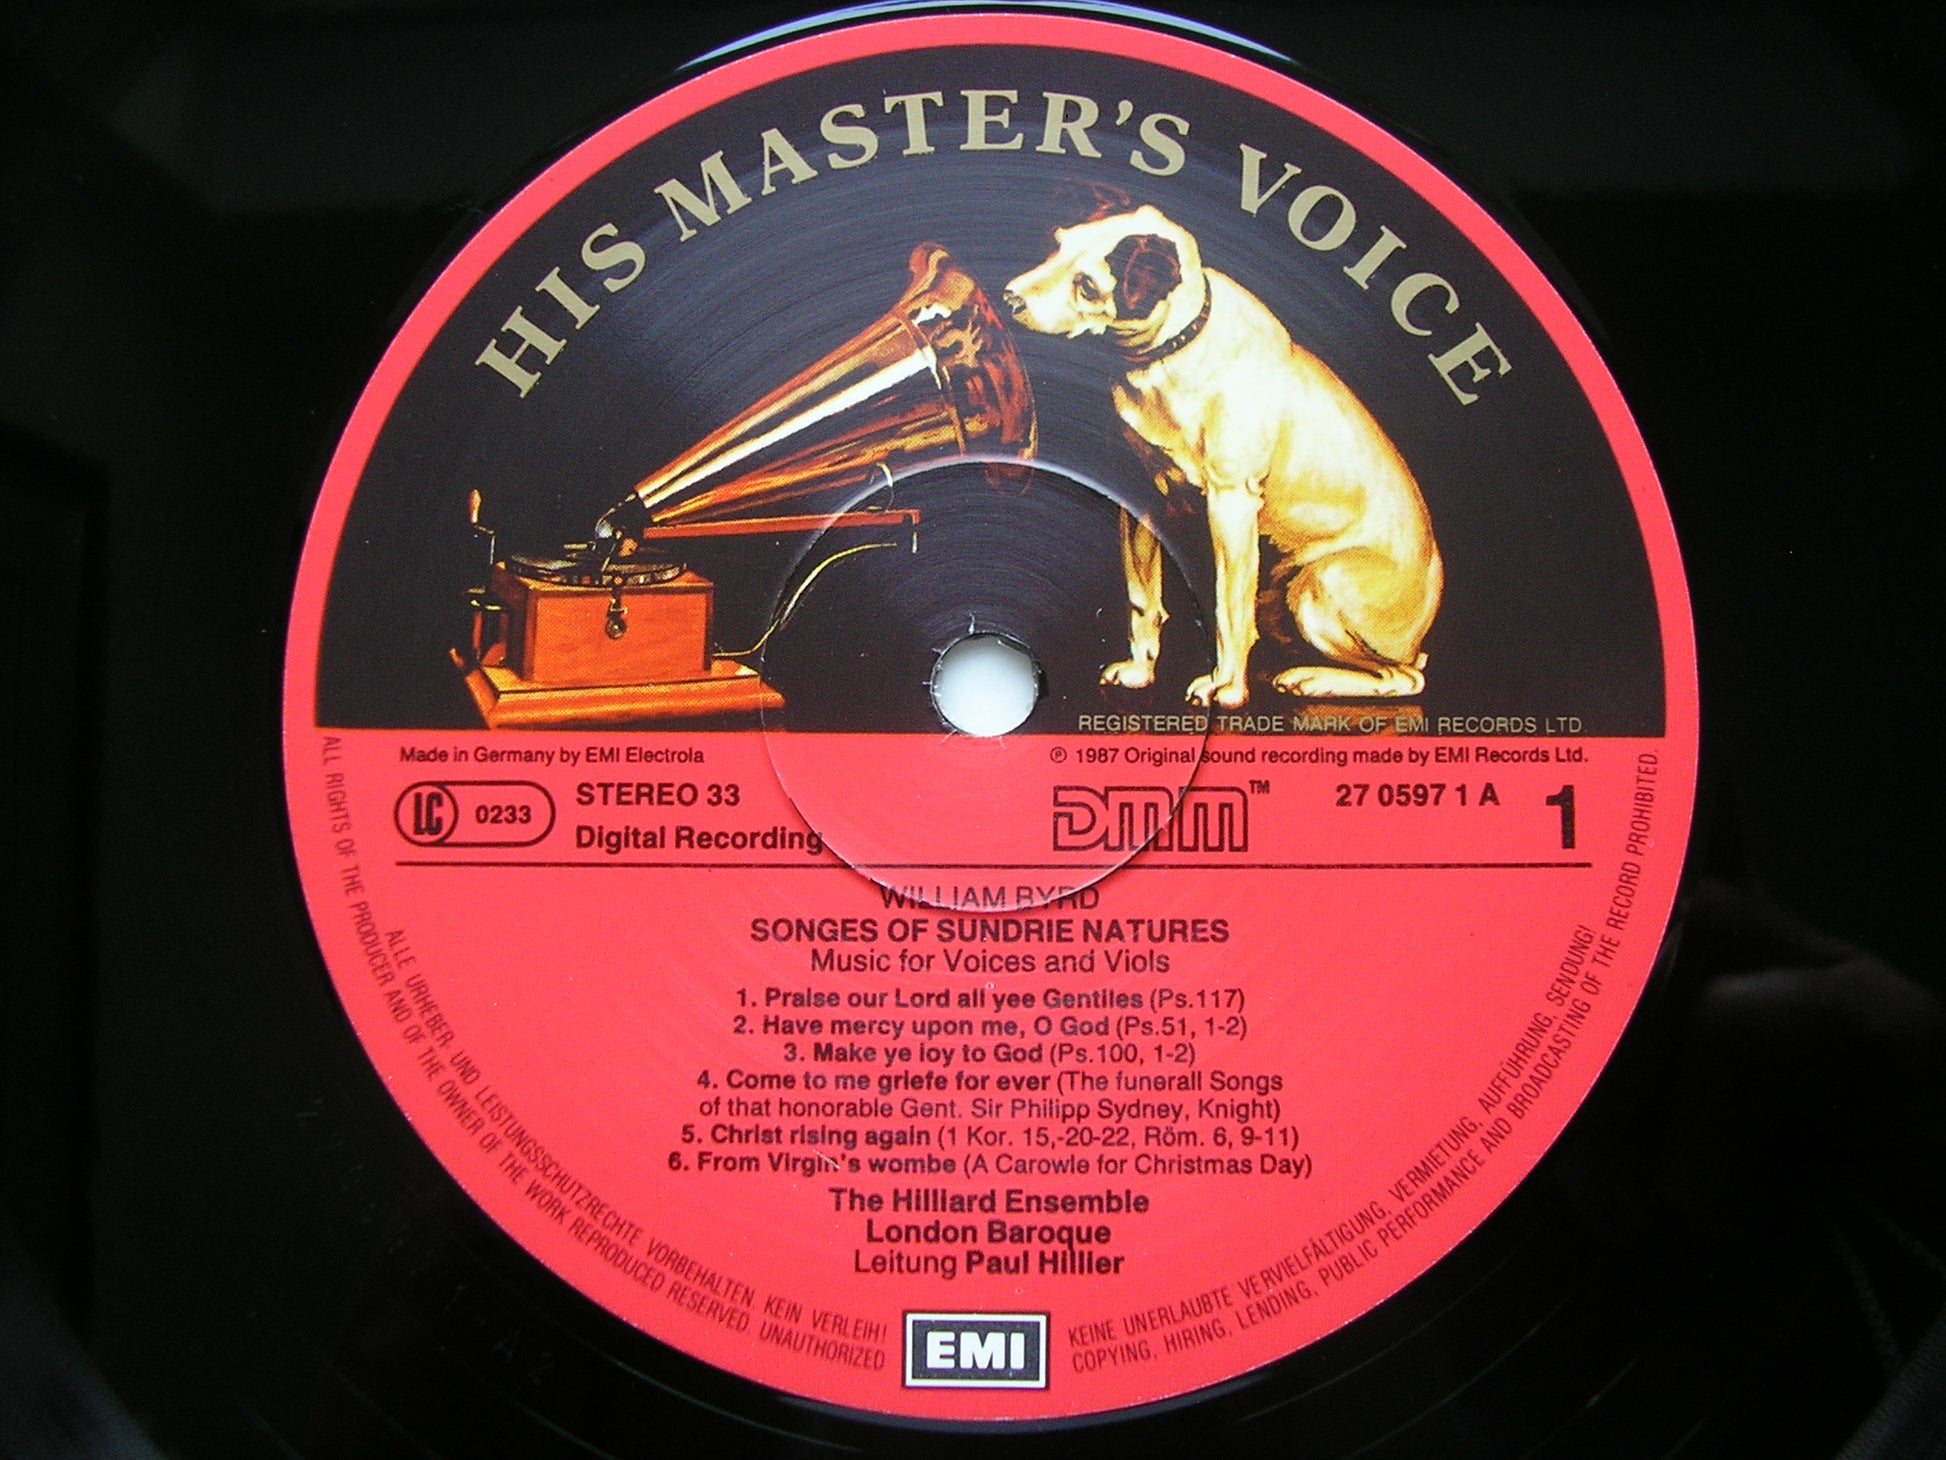 HIS MASTER'S VOICE
REGISTERED TRADE MARK OF EMI RECORDS LTD.
Made in Germany by EMI Electrola
℗ 1987 Original sound recording made by EMI Records Ltd.
LC 0233
STEREO 33
Digital Recording
DMM™
27 0597 1 A
1
WILLIAM BYRD
SONGES OF SUNDRIE NATURES
Music for Voices and Viols
1. Praise our Lord all yee Gentiles (Ps.117)
2. Have mercy upon me, O God (Ps.51, 1-2)
3. Make ye ioy to God (Ps.100, 1-2)
4. Come to me griefe for ever (The funerall Songs
of that honorable Gent. Sir Philipp Sydney, Knight)
5. Christ rising again (1 Kor. 15,-20-22, Röm. 6, 9-11)
6. From Virgin's wombe (A Carowle for Christmas Day)
The Hilliard Ensemble
London Baroque
Leitung Paul Hillier
EMI
ALLE URHEBER- UND LEISTUNGSSCHUTZRECHTE VORBEHALTEN. KEIN VERLEIH!
KEINE UNERLAUBTE VERVIELFÄLTIGUNG, VERMIETUNG, AUFFÜHRUNG, SENDUNG!
ALL RIGHTS OF THE PRODUCER AND OF THE OWNER OF THE WORK REPRODUCED RESERVED. UNAUTHORIZED
COPYING, HIRING, LENDING, PUBLIC PERFORMANCE AND BROADCASTING OF THE RECORD PROHIBITED.